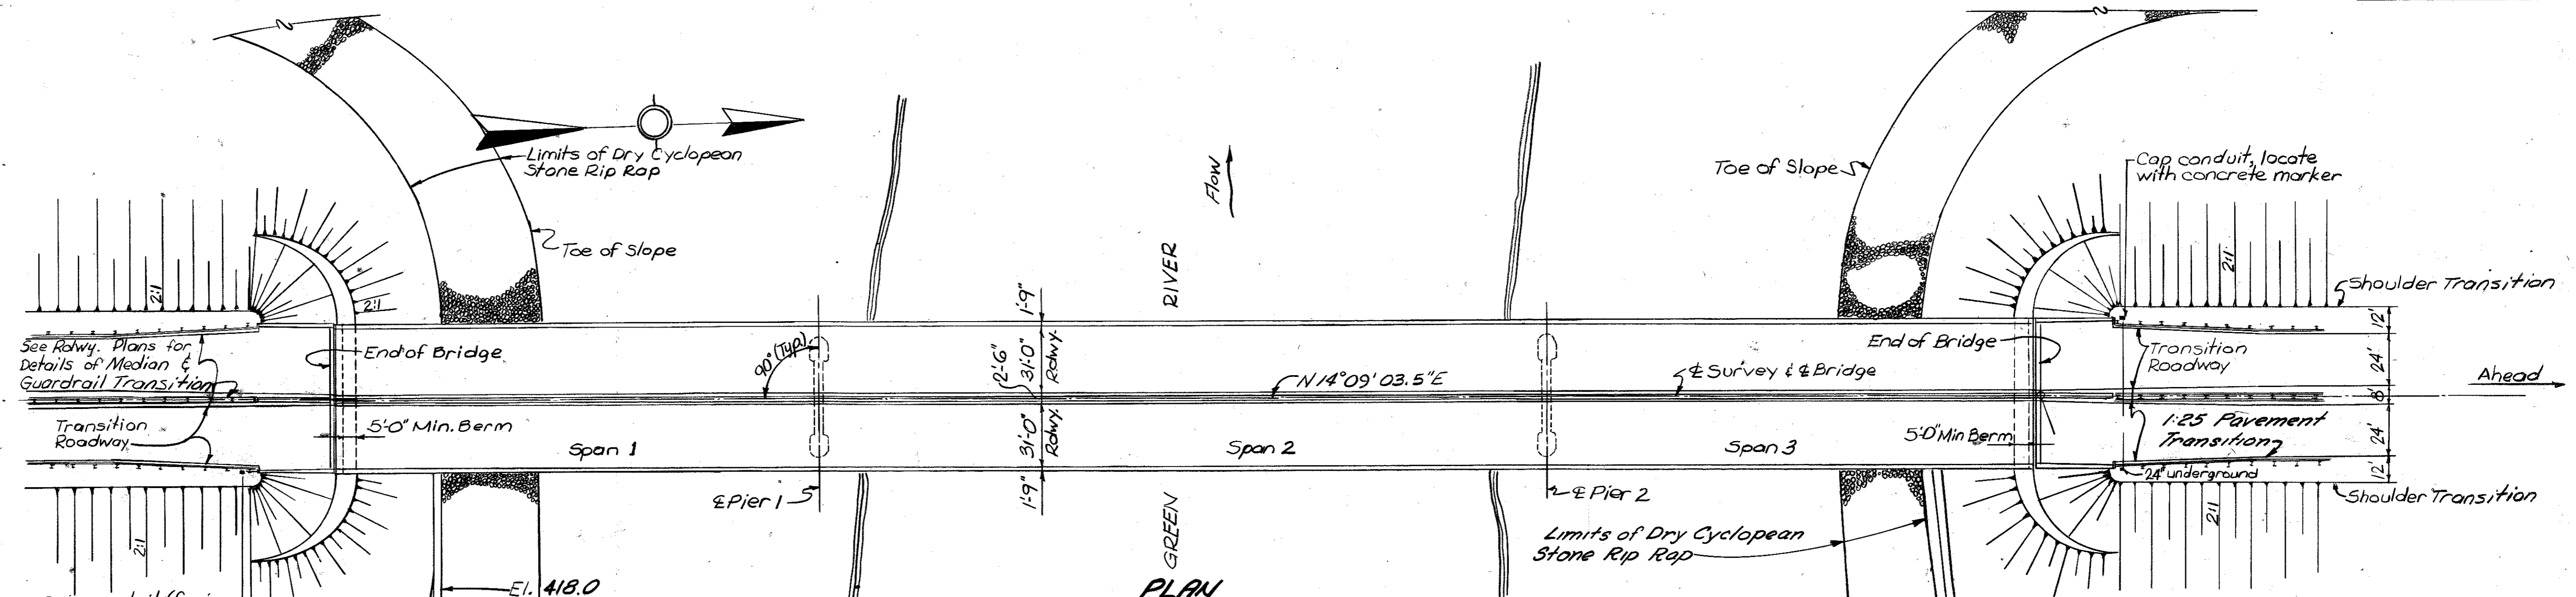 Limits of Dry Cyclopean
Stone Rip Rap
Toe of Slope
2:1
2:1
See Rdwy. Plans for
Details of Median &
Guardrail Transition
End of Bridge
Transition
Roadway
5'-0" Min. Berm
2:1
El. 418.0
Span 1
90° (Typ.)
℄ Pier 1
1'-9"
31'-0"
Rdwy.
2'-6"
31'-0"
Rdwy.
1'-9"
Flow
RIVER
GREEN
N 14° 09' 03.5" E
Span 2
PLAN
℄ Pier 2
℄ Survey & ℄ Bridge
Span 3
Toe of Slope
Limits of Dry Cyclopean
Stone Rip Rap
End of Bridge
5'-0" Min Berm
Cap conduit, locate
with concrete marker
2:1
Shoulder Transition
Transition
Roadway
12'
24'
8'
24'
12'
Ahead
1:25 Pavement
Transition
24" underground
Shoulder Transition
2:1